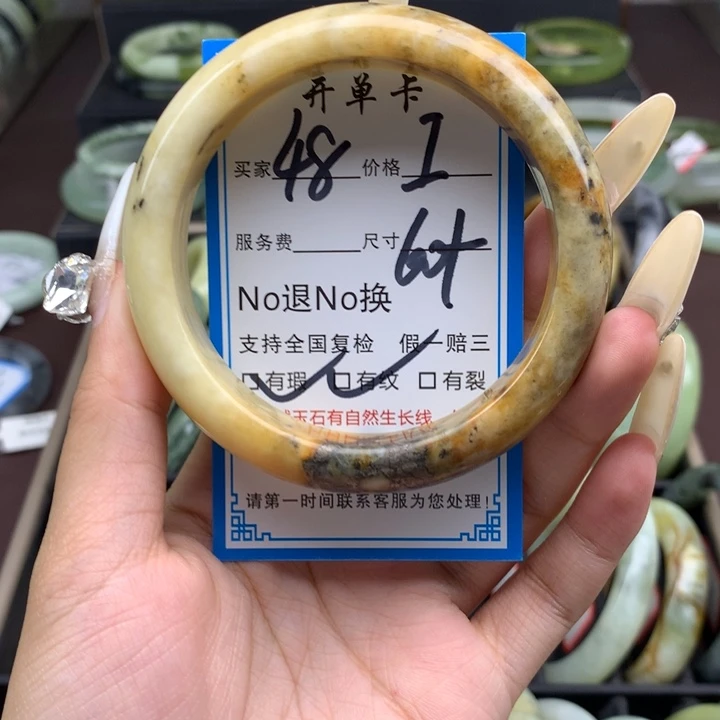 开单卡
买家 48 价格 I
服务费 尺寸 64
No退No换
支持全国复检 假一赔三
口有瑕 口有纹 口有裂
玉石有自然生长线
请第一时间联系客服为您处理!